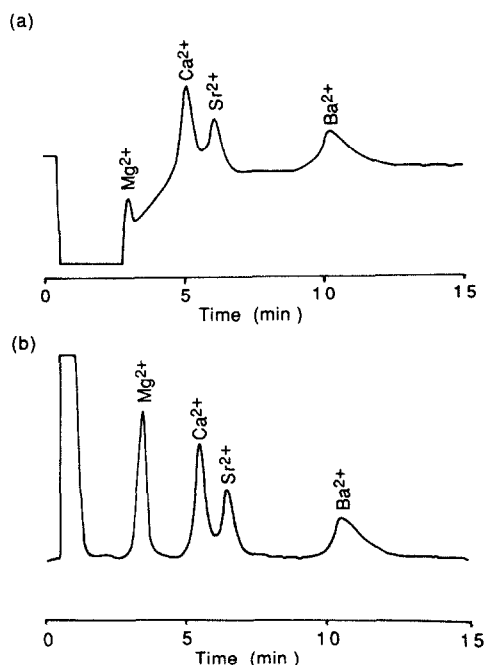 (a)
Mg2+
Ca2+
Sr2+
Ba2+
0 5 10 15
Time (min)
(b)
Mg2+
Ca2+
Sr2+
Ba2+
0 5 10 15
Time (min)